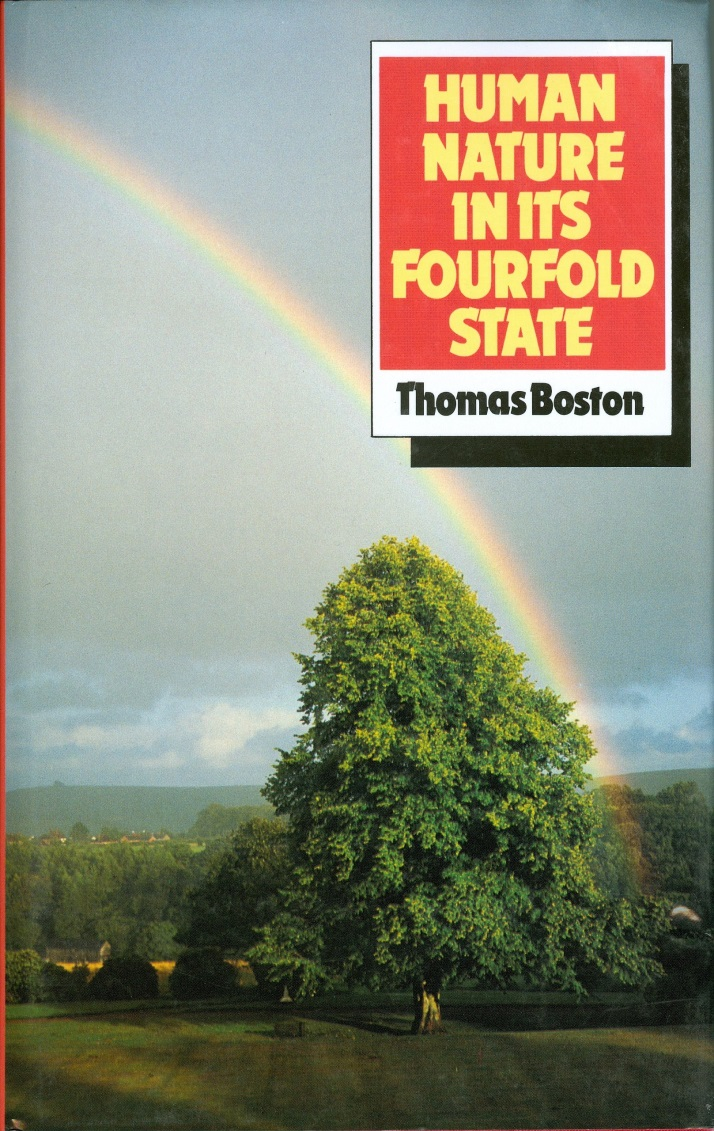 HUMAN
NATURE
IN ITS
FOURFOLD
STATE
Thomas Boston